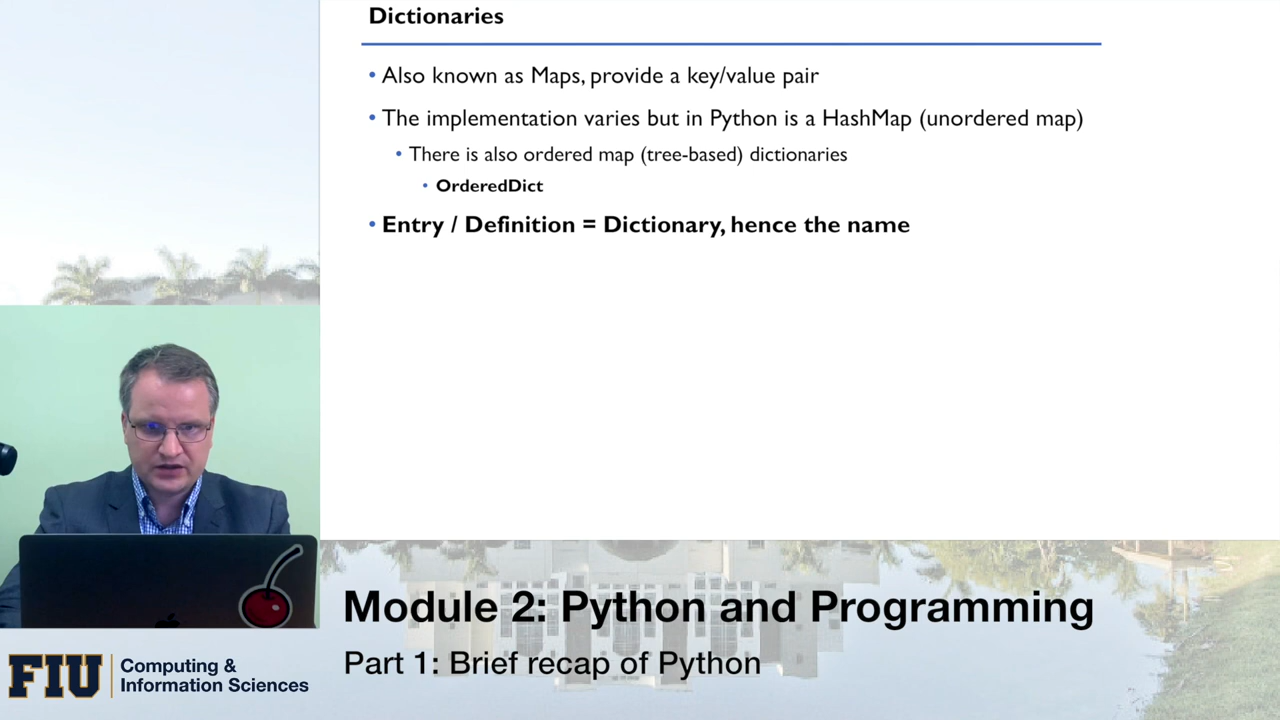 Dictionaries
• Also known as Maps, provide a key/value pair
• The implementation varies but in Python is a HashMap (unordered map)
• There is also ordered map (tree-based) dictionaries
• OrderedDict
• Entry / Definition = Dictionary, hence the name
Module 2: Python and Programming
Part 1: Brief recap of Python
FIU
Computing &
Information Sciences